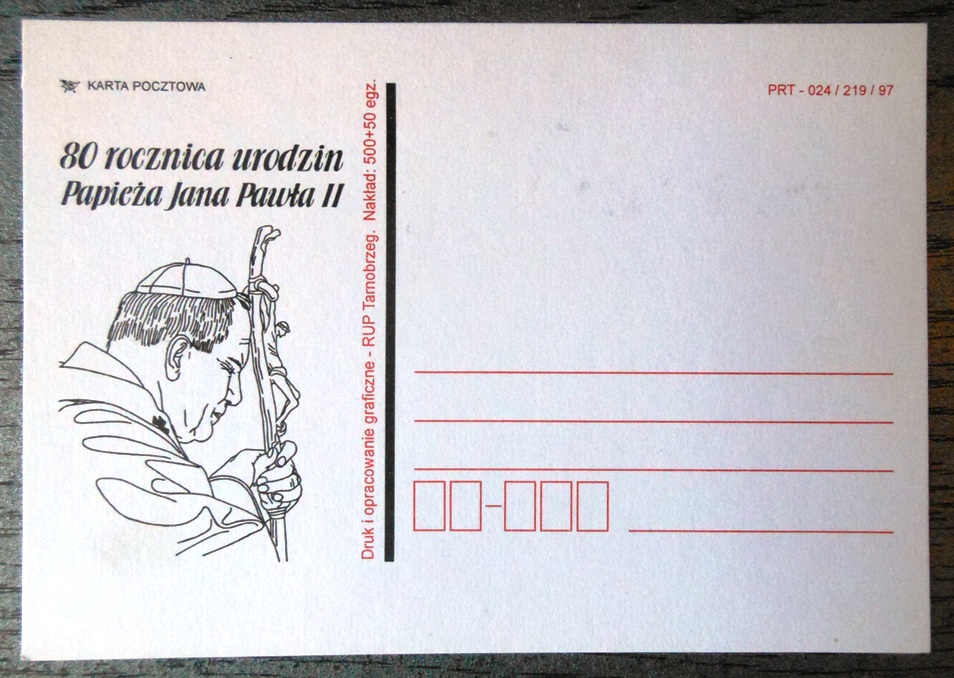 KARTA POCZTOWA
80 rocznica urodzin
Papieża Jana Pawła II
Druk i opracowanie graficzne - RUP Tarnobrzeg. Nakład: 500+50 egz.
PRT - 024 / 219 / 97